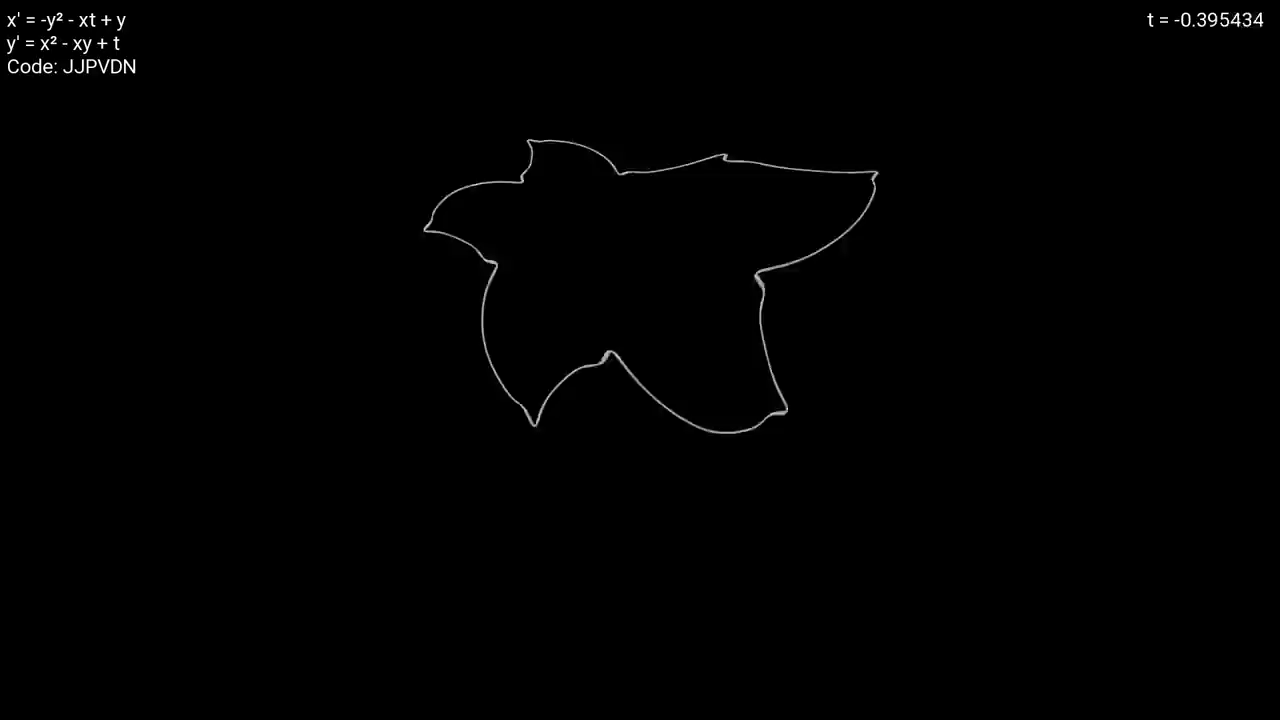 x' = -y² - xt + y
t = -0.395434
y' = x² - xy + t
Code: JJPVDN